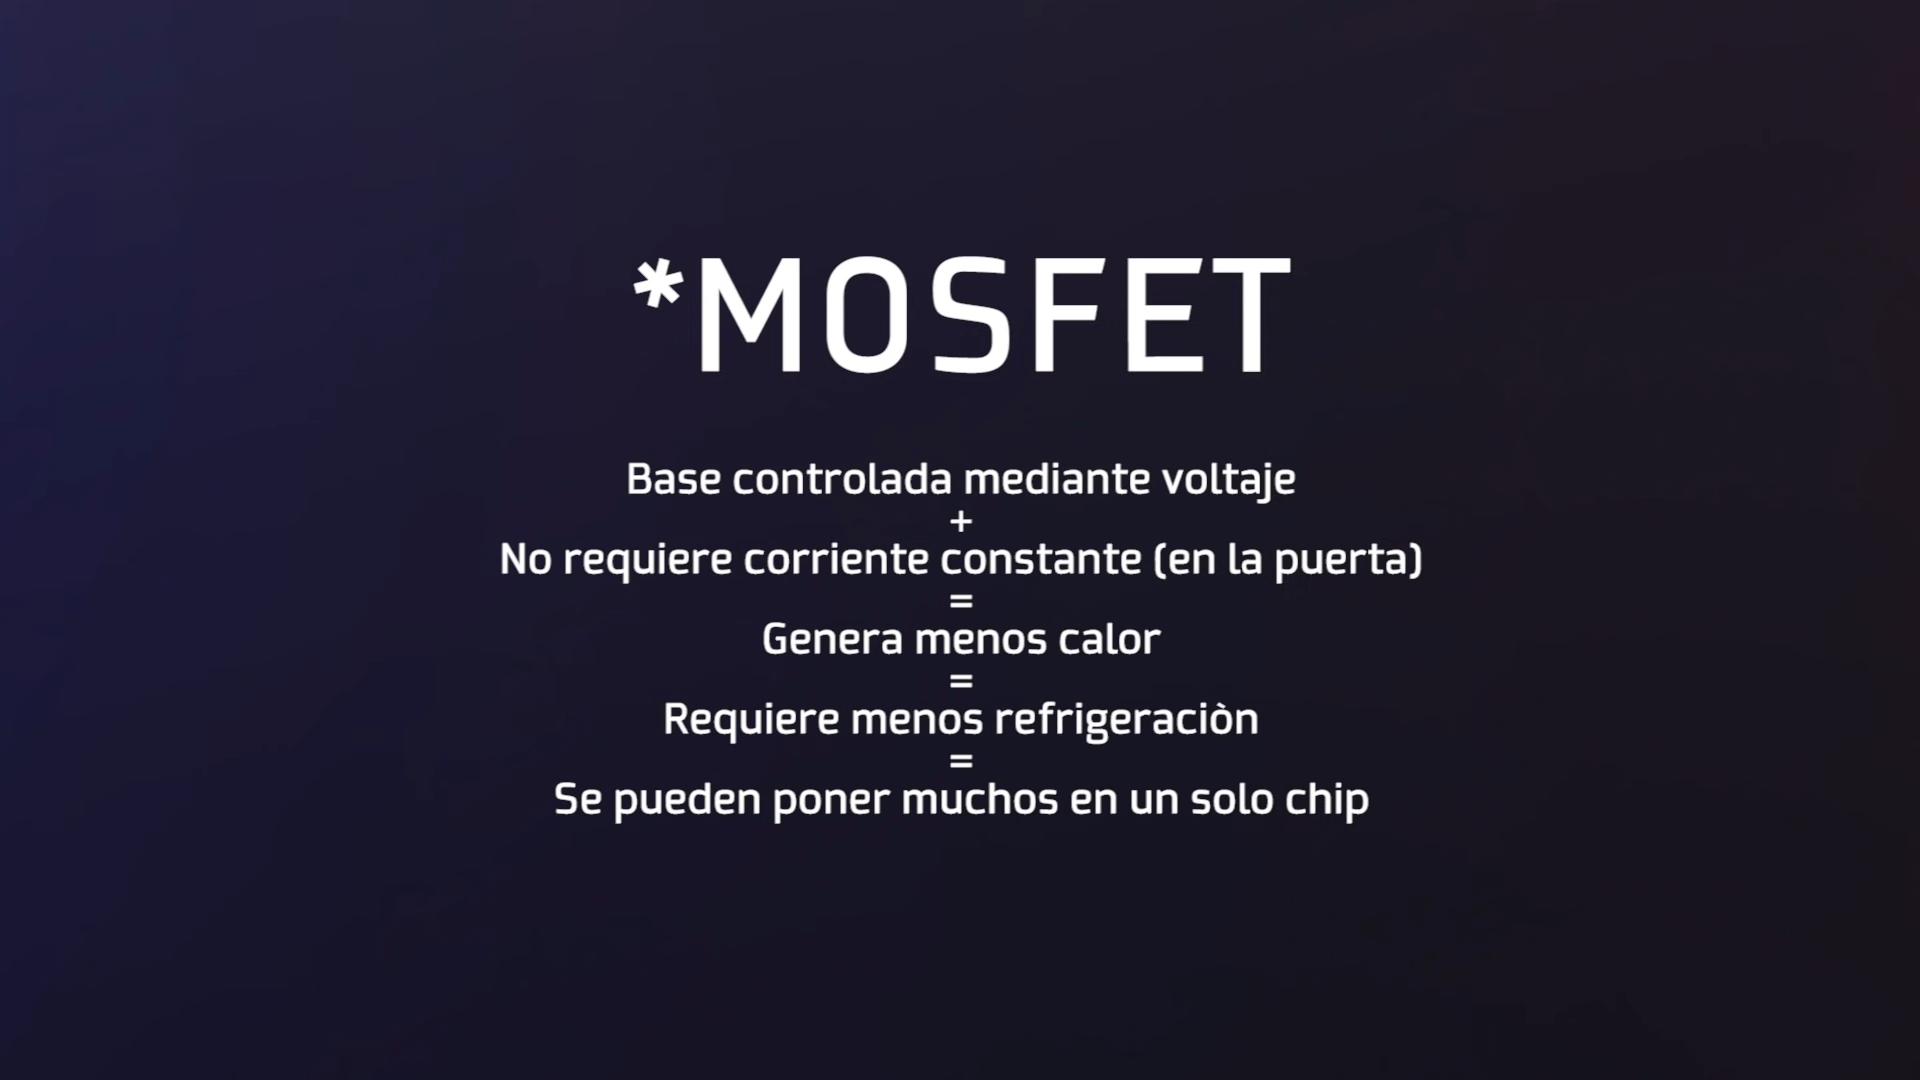 *MOSFET
Base controlada mediante voltaje
+
No requiere corriente constante (en la puerta)
=
Genera menos calor
=
Requiere menos refrigeraciòn
=
Se pueden poner muchos en un solo chip